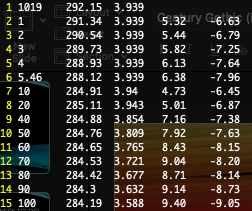 1 1019 292.15 3.939
Century Gothic (
2 1 291.34 3.939 5.32 -6.63
3 2 290.53 3.939 5.44 -6.79
4 3 289.73 3.939 5.82 -7.25
Slide
5 4 288.93 3.939 6.13 -7.64
6 5.46 288.12 3.939 6.38 -7.96
7 10 284.91 3.94 4.73 -6.45
8 20 285.11 3.943 5.01 -6.87
9 40 284.88 3.854 7.16 -7.38
10 50 284.76 3.809 7.92 -7.63
11 60 284.65 3.765 8.43 -8.15
12 70 284.53 3.721 9.04 -8.20
13 80 284.42 3.677 8.71 -8.14
14 90 284.3 3.632 9.14 -8.73
15 100 284.19 3.588 9.40 -9.05